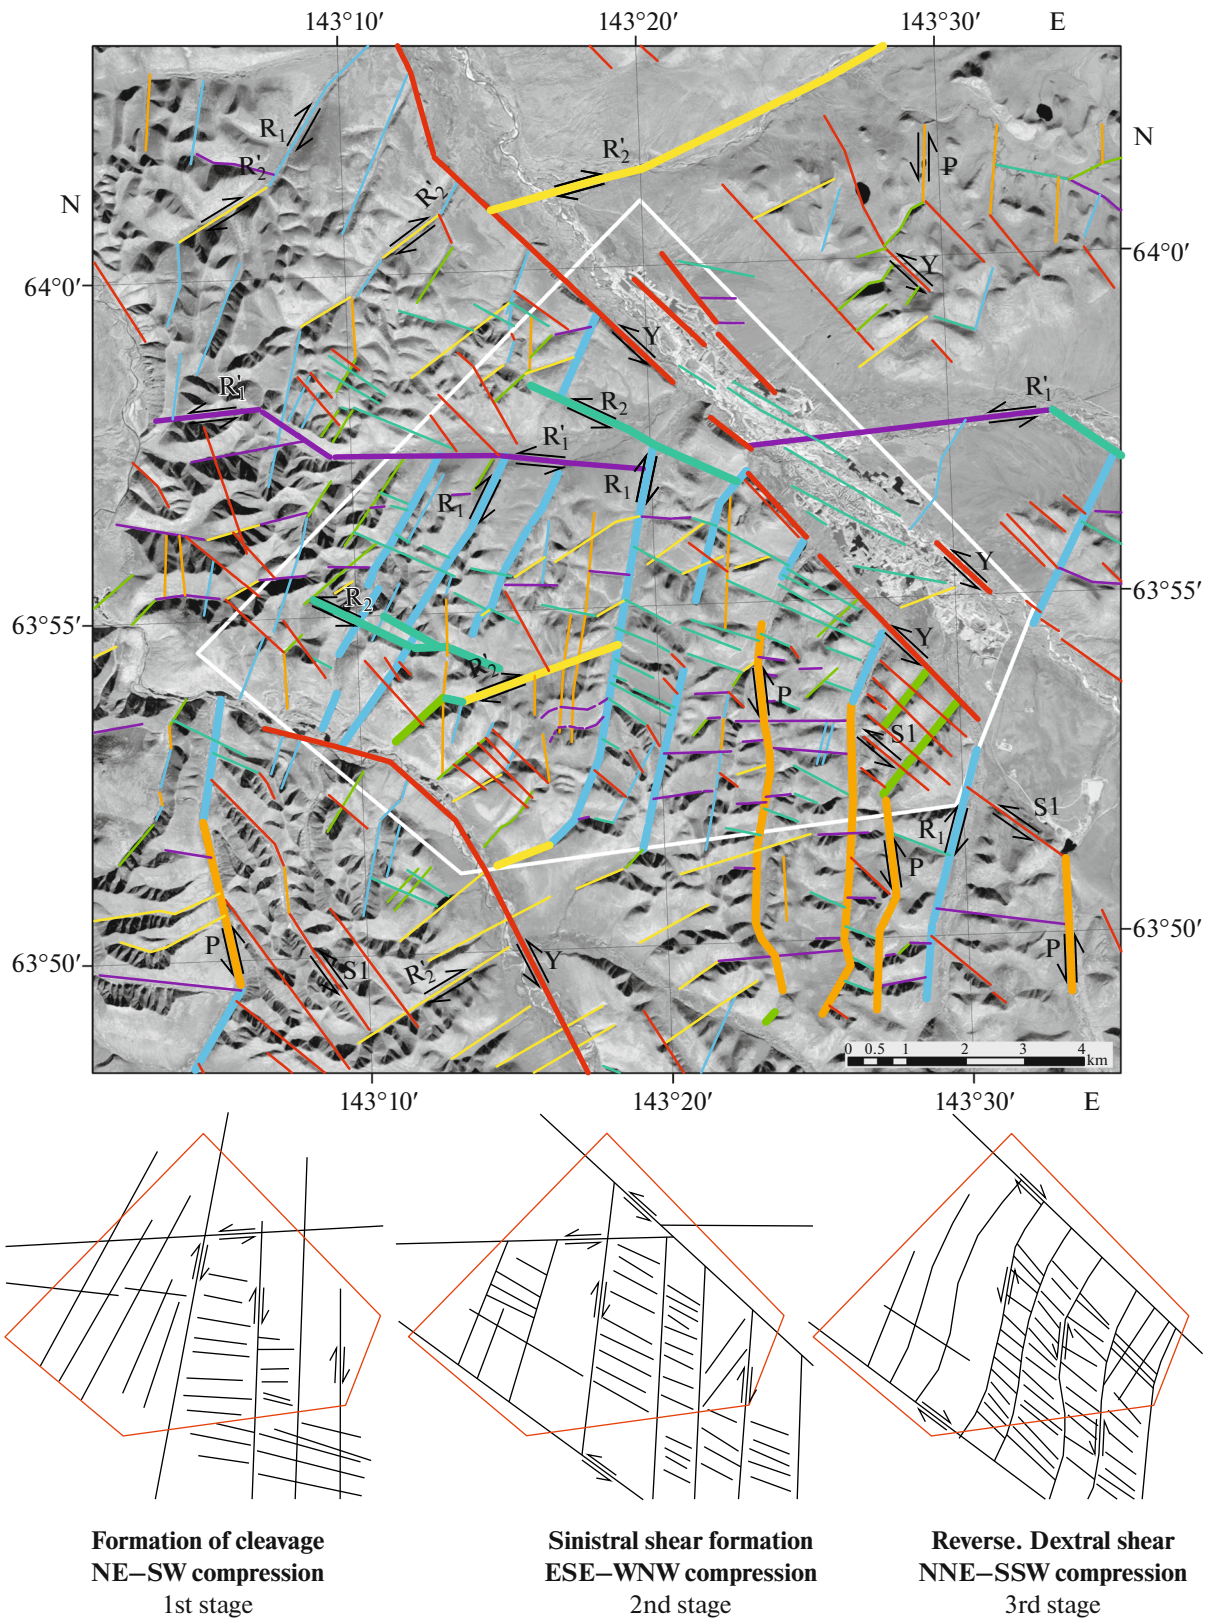 143°10′ 143°20′ 143°30′ E
N
N
64°0′
64°0′
63°55′
63°55′
63°50′
63°50′
R₁
R′₂
R′₂
R′₂
P
Y
Y
R′₁
R₂
R′₁
R′₁
R₁
R₁
Y
R₂
R′₂
Y
P
S1
S1
R₁
P
P
S1
R′₂
Y
P
0 0.5 1 2 3 4
km
143°10′ 143°20′ 143°30′ E
Formation of cleavage
NE–SW compression
1st stage
Sinistral shear formation
ESE–WNW compression
2nd stage
Reverse. Dextral shear
NNE–SSW compression
3rd stage